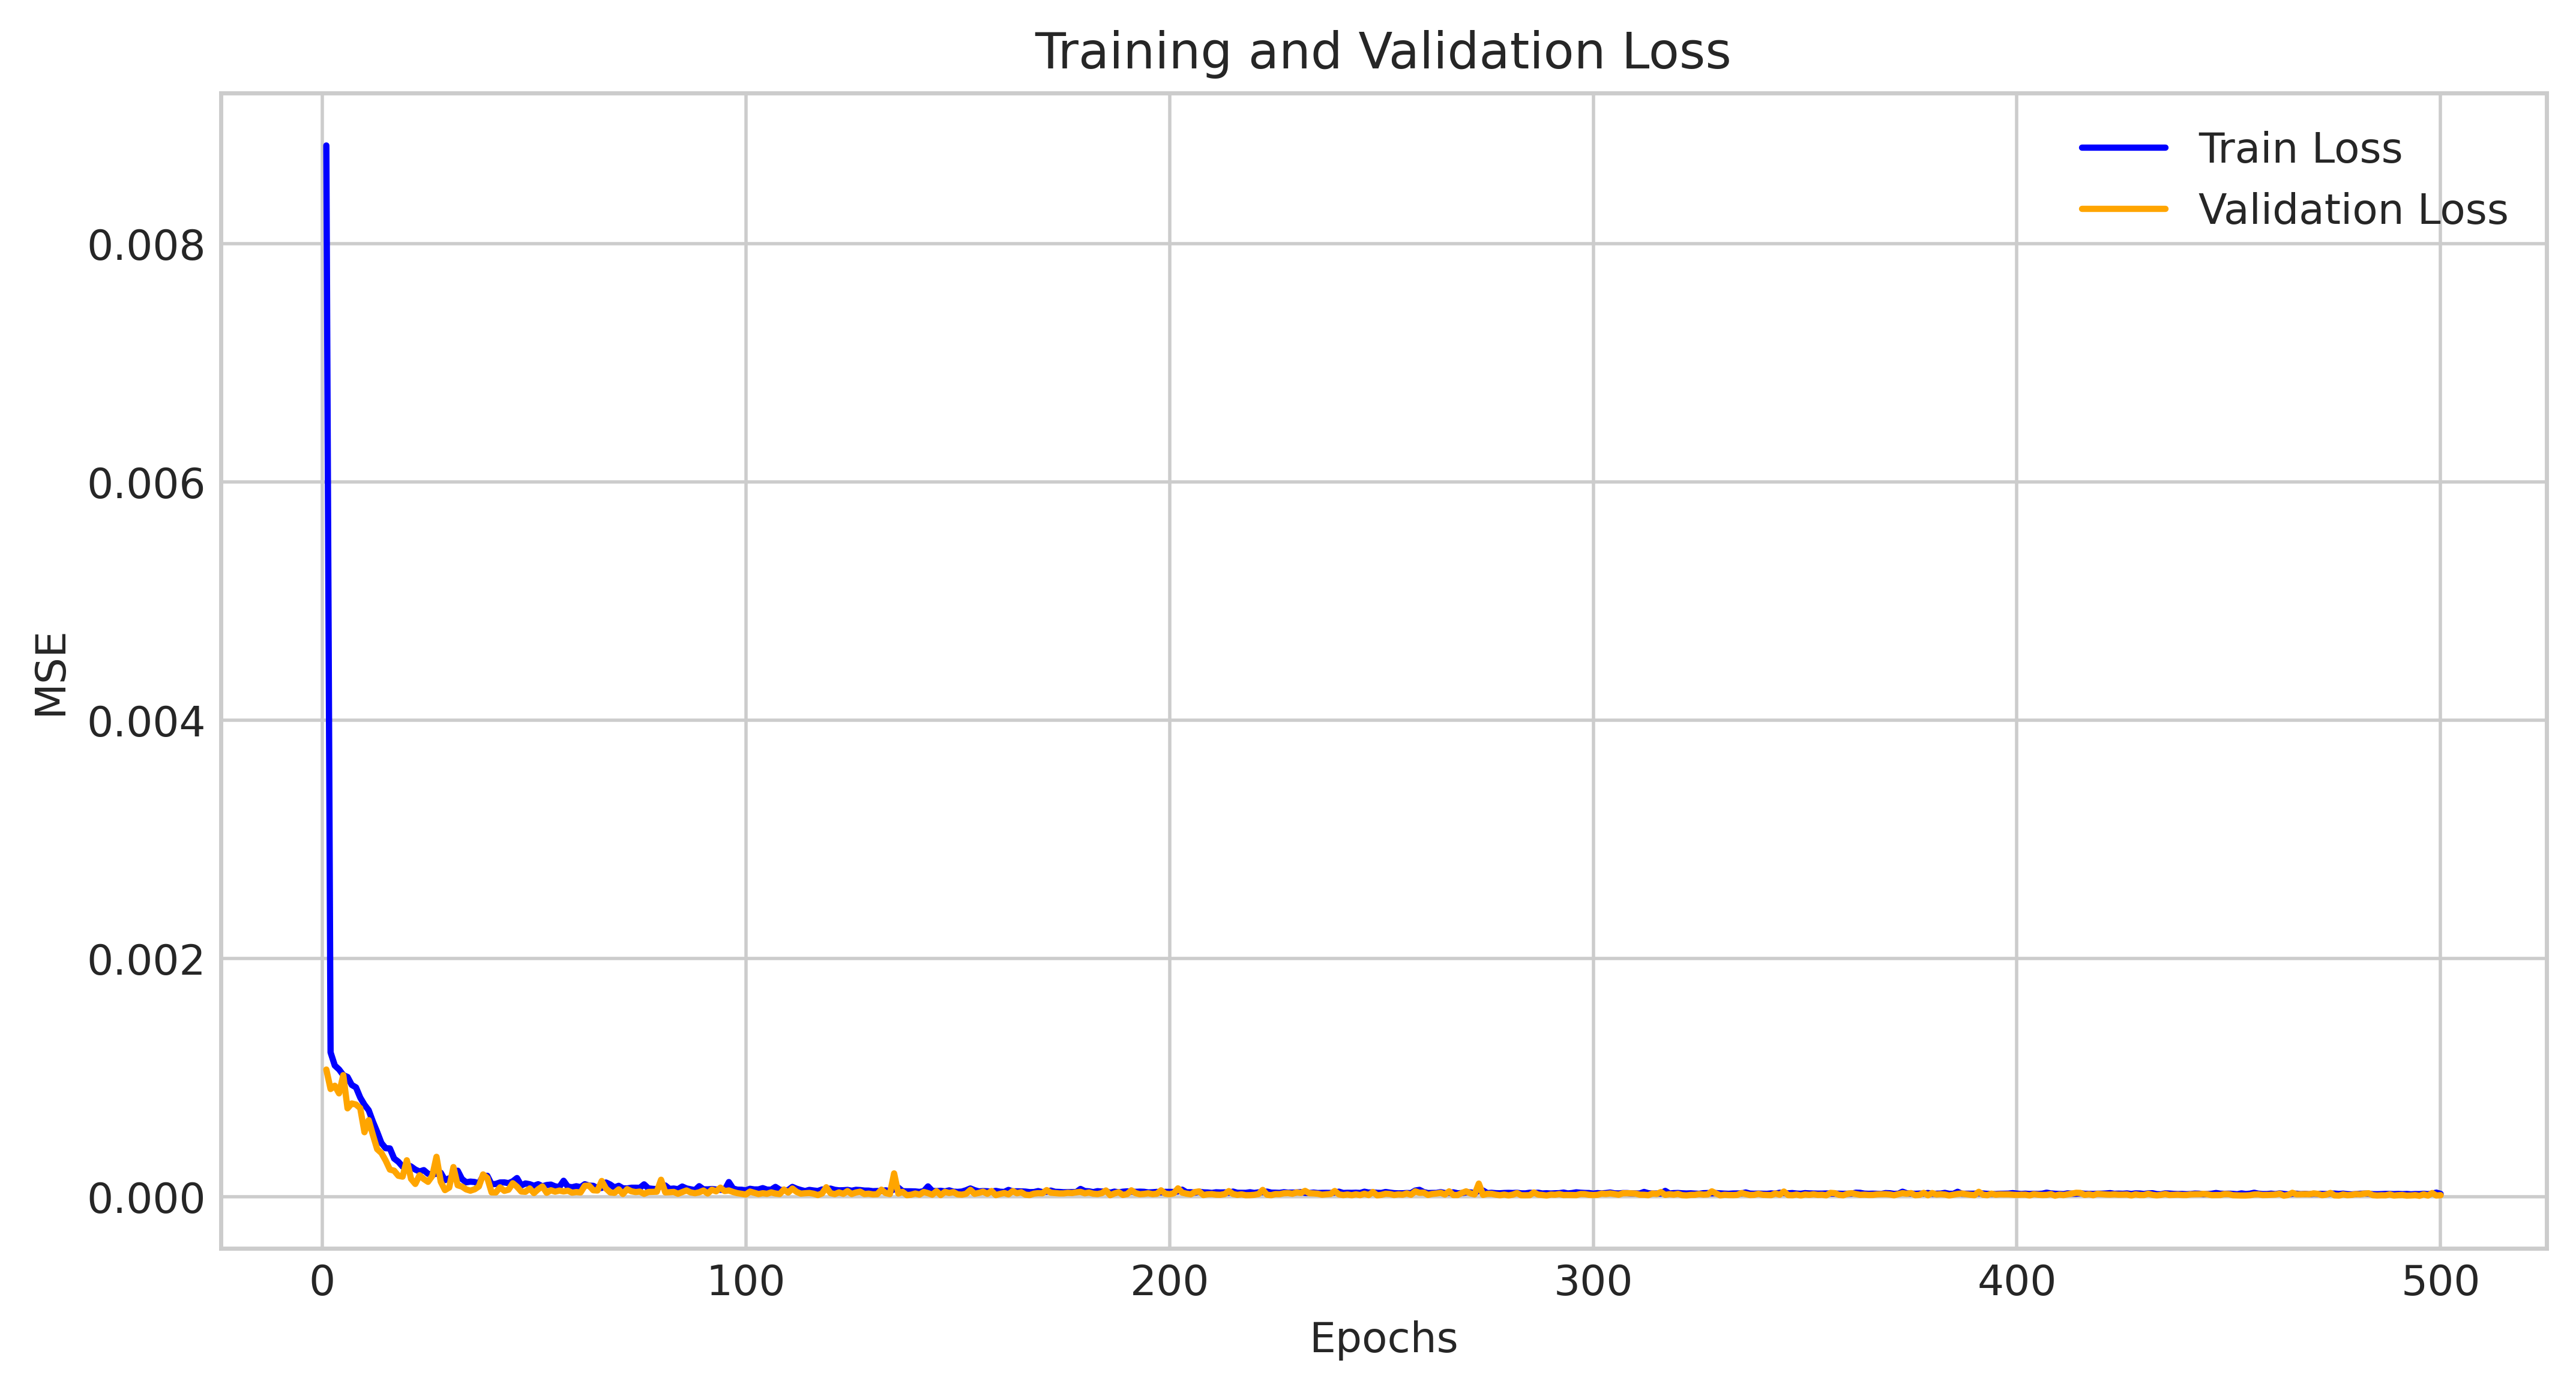 Training and Validation Loss
Train Loss
Validation Loss
0.008
0.006
0.004
0.002
0.000
MSE
0 100 200 300 400 500
Epochs